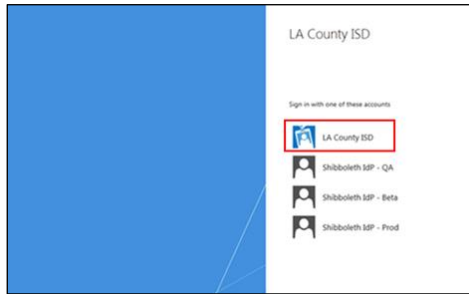 LA County ISD
Sign in with one of these accounts
LA County ISD
Shibboleth IdP - QA
Shibboleth IdP - Beta
Shibboleth IdP - Prod